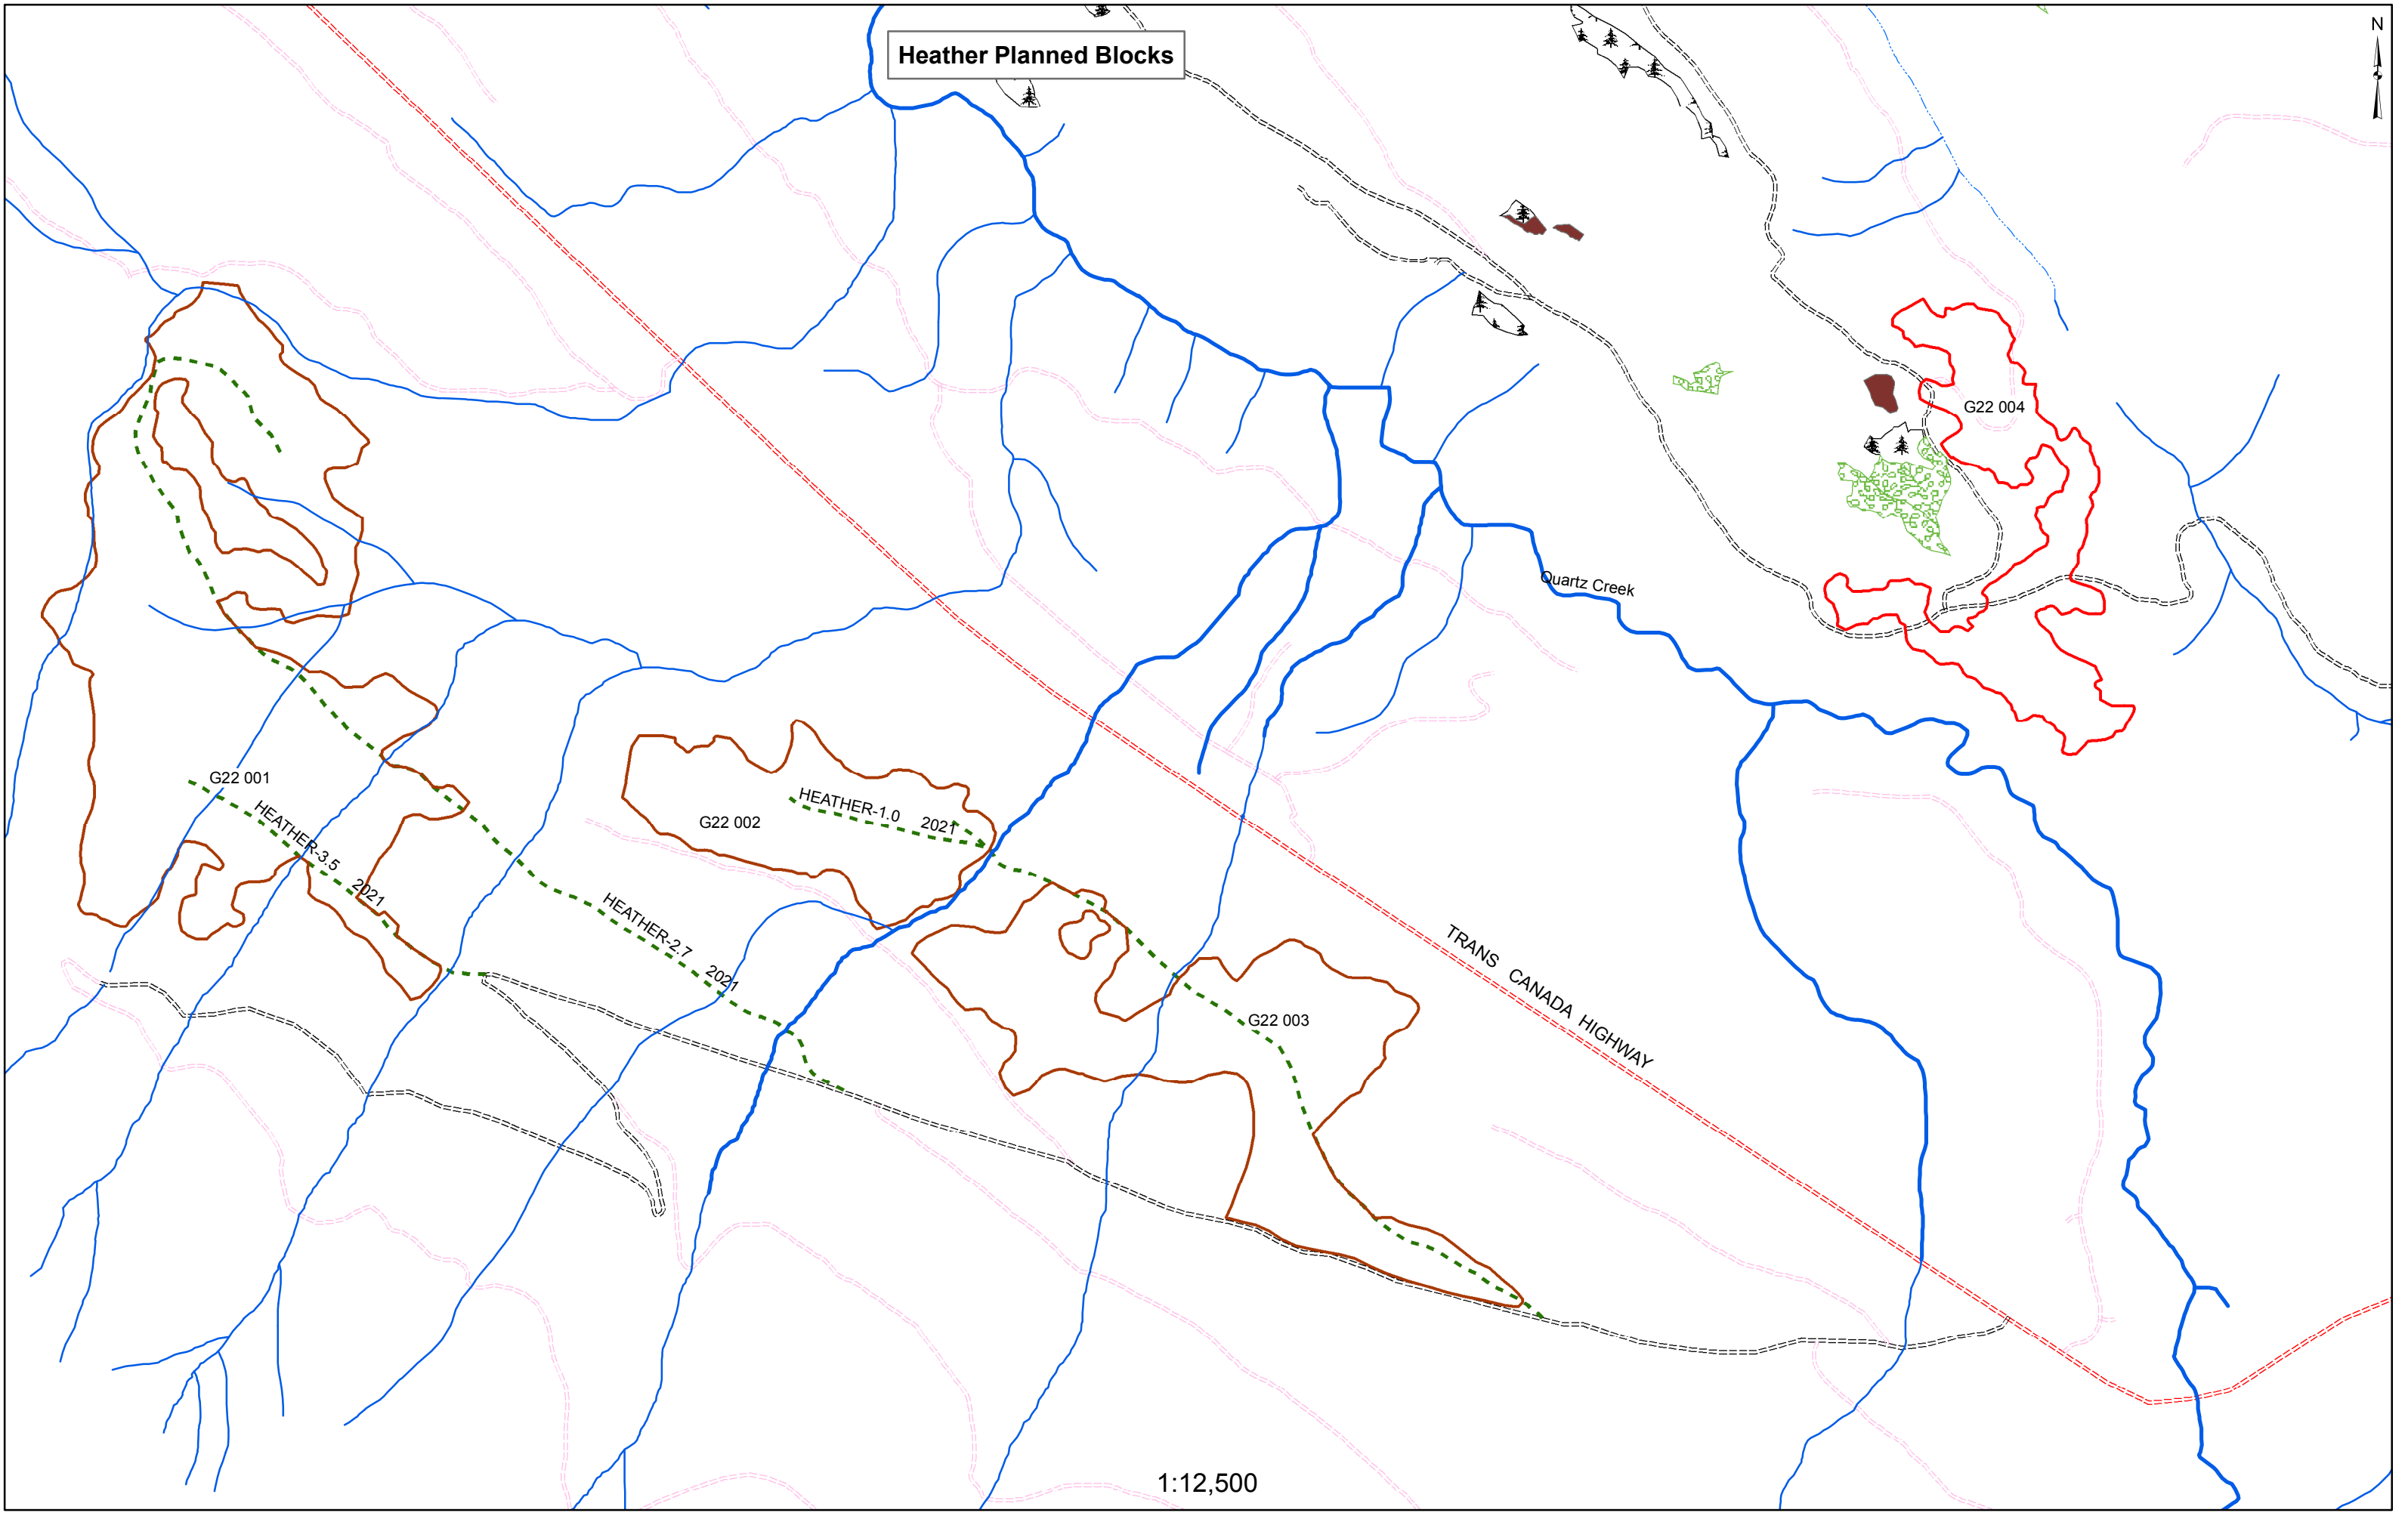 Heather Planned Blocks
N
G22 004
Quartz Creek
G22 001
HEATHER-3.5 2021
G22 002
HEATHER-1.0 2021
HEATHER-2.7 2021
G22 003
TRANS CANADA HIGHWAY
1:12,500